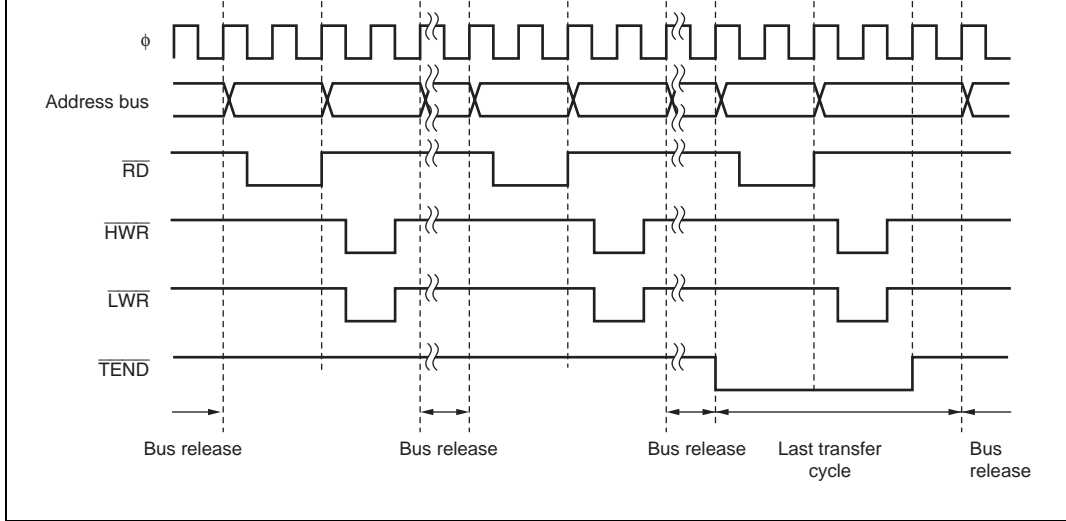 φ
Address bus
RD
HWR
LWR
TEND
Bus release
Bus release
Bus release
Last transfer
cycle
Bus
release